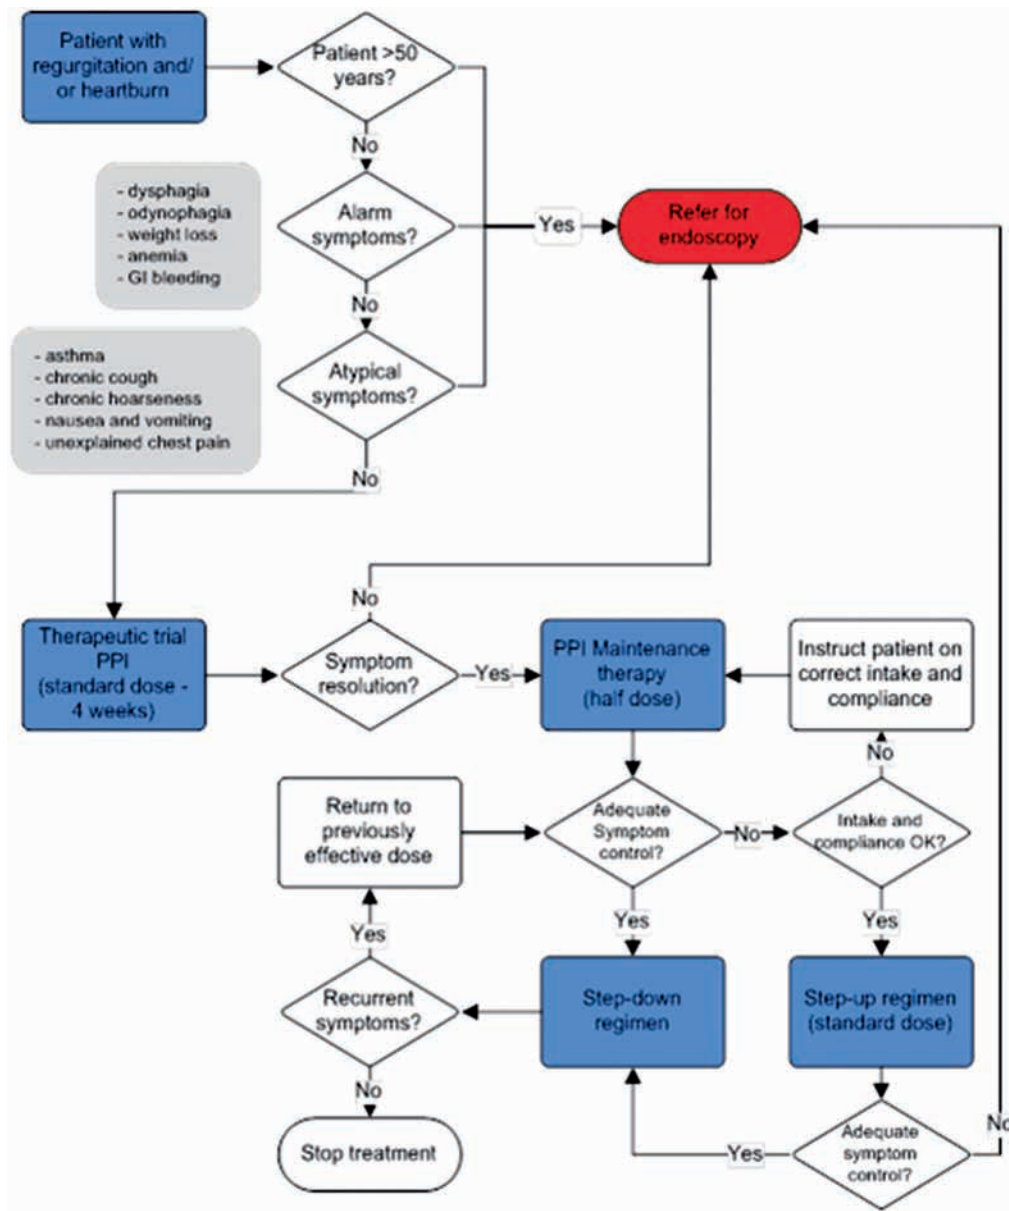 Patient with
regurgitation and/
or heartburn
Patient >50
years?
No
- dysphagia
- odynophagia
- weight loss
- anemia
- GI bleeding
Alarm
symptoms?
Yes
Refer for
endoscopy
No
- asthma
- chronic cough
- chronic hoarseness
- nausea and vomiting
- unexplained chest pain
Atypical
symptoms?
No
Therapeutic trial
PPI
(standard dose -
4 weeks)
No
Symptom
resolution?
Yes
PPI Maintenance
therapy
(half dose)
Instruct patient on
correct intake and
compliance
No
Return to
previously
effective dose
Adequate
Symptom
control?
No
Intake and
compliance OK?
Yes
Yes
Yes
Recurrent
symptoms?
Step-down
regimen
Step-up regimen
(standard dose)
No
Stop treatment
Yes
Adequate
symptom
control?
No